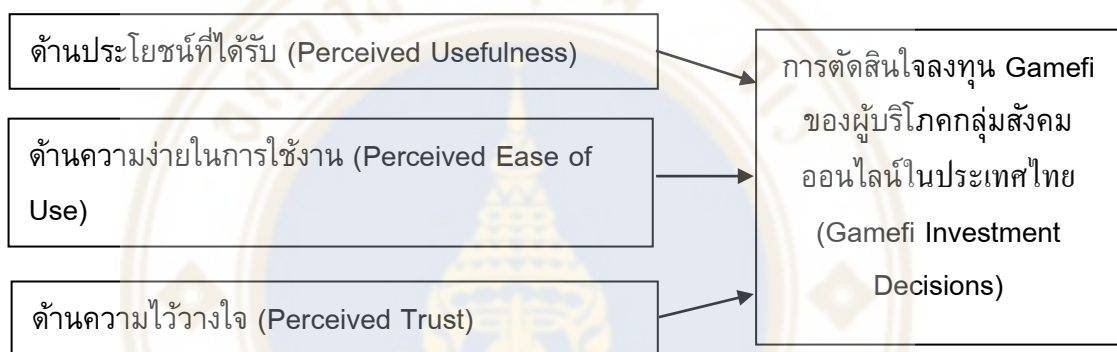 ด้านประโยชน์ที่ได้รับ (Perceived Usefulness)
ด้านความง่ายในการใช้งาน (Perceived Ease of
Use)
ด้านความไว้วางใจ (Perceived Trust)
การตัดสินใจลงทุน Gamefi
ของผู้บริโภคกลุ่มสังคม
ออนไลน์ในประเทศไทย
(Gamefi Investment
Decisions)